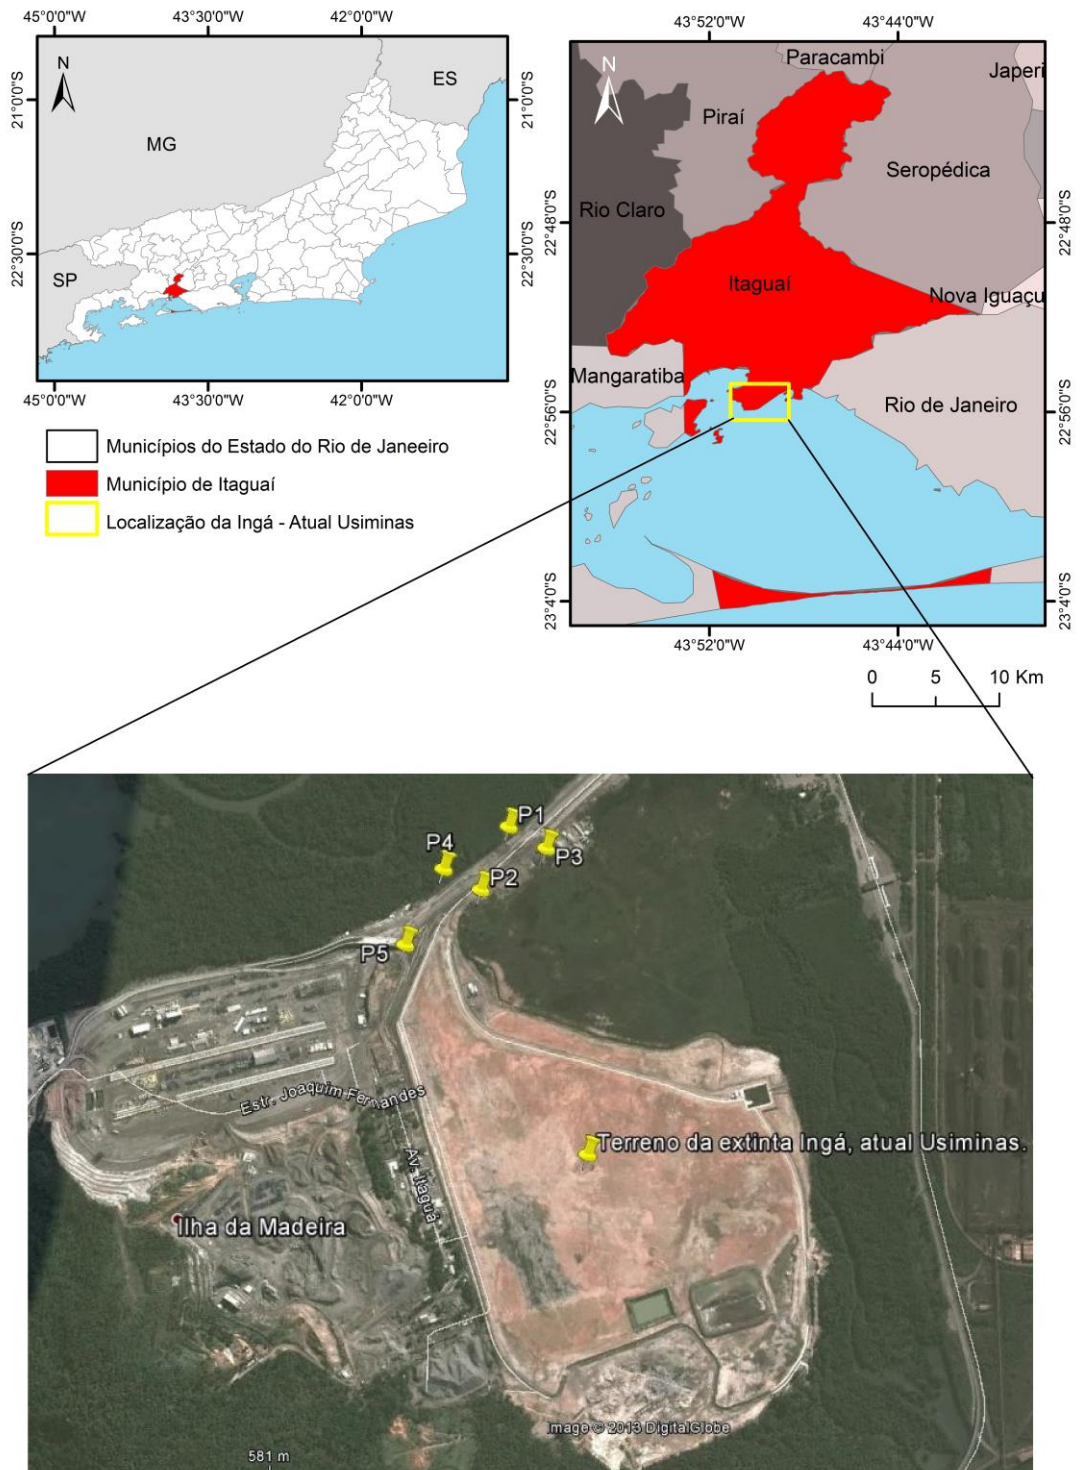 45°0'0"W
43°30'0"W
42°0'0"W
N
ES
MG
SP
21°0'0"S
22°30'0"S
21°0'0"S
22°30'0"S
45°0'0"W
43°30'0"W
42°0'0"W
Municípios do Estado do Rio de Janeeiro
Município de Itaguaí
Localização da Ingá - Atual Usiminas
43°52'0"W
43°44'0"W
N
Paracambi
Japeri
Piraí
Seropédica
Rio Claro
Itaguaí
Nova Iguaçu
Mangaratiba
Rio de Janeiro
22°48'0"S
22°56'0"S
23°4'0"S
22°48'0"S
22°56'0"S
23°4'0"S
43°52'0"W
43°44'0"W
0 5 10 Km
P1
P3
P4
P2
P5
Estr. Joaquim Fernandes
Terreno da extinta Ingá, atual Usiminas.
Av. Itaguá
Ilha da Madeira
Image © 2013 DigitalGlobe
581 m